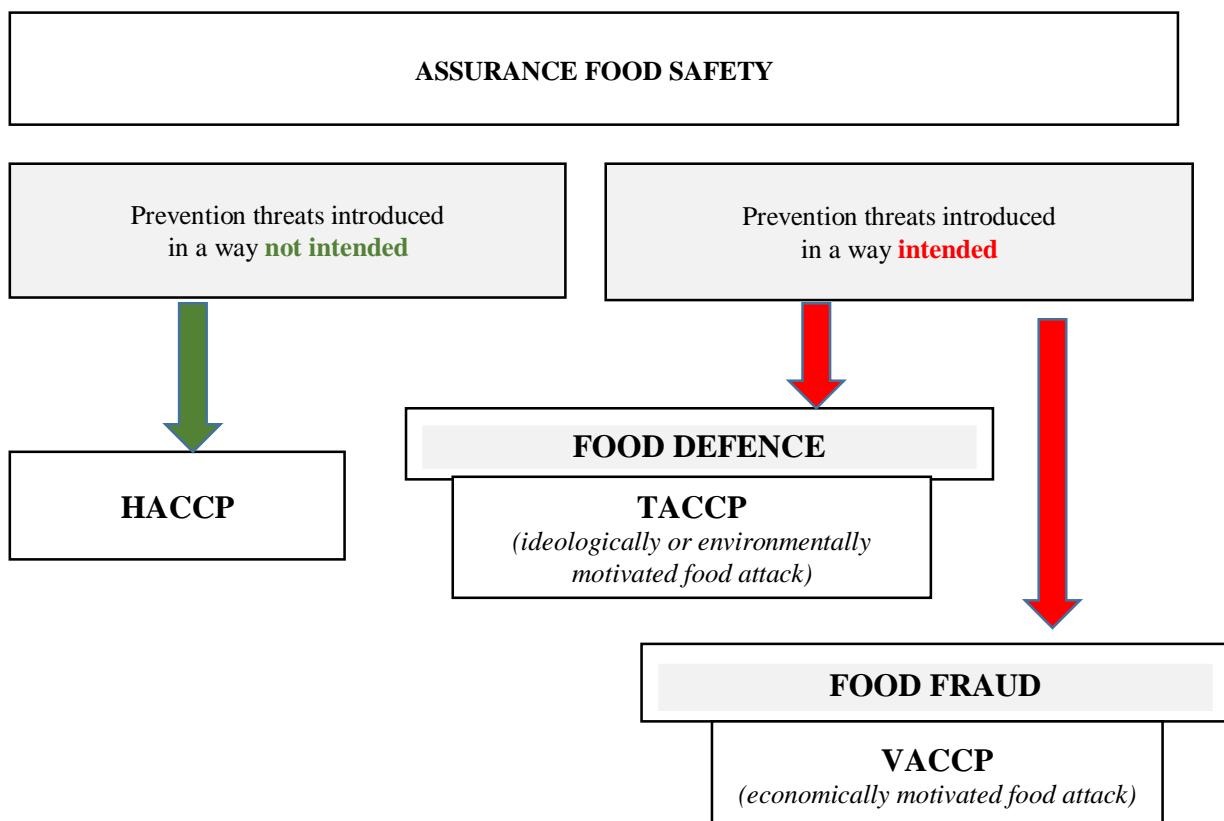 ASSURANCE FOOD SAFETY
Prevention threats introduced
in a way not intended
Prevention threats introduced
in a way intended
HACCP
FOOD DEFENCE
TACCP
(ideologically or environmentally
motivated food attack)
FOOD FRAUD
VACCP
(economically motivated food attack)